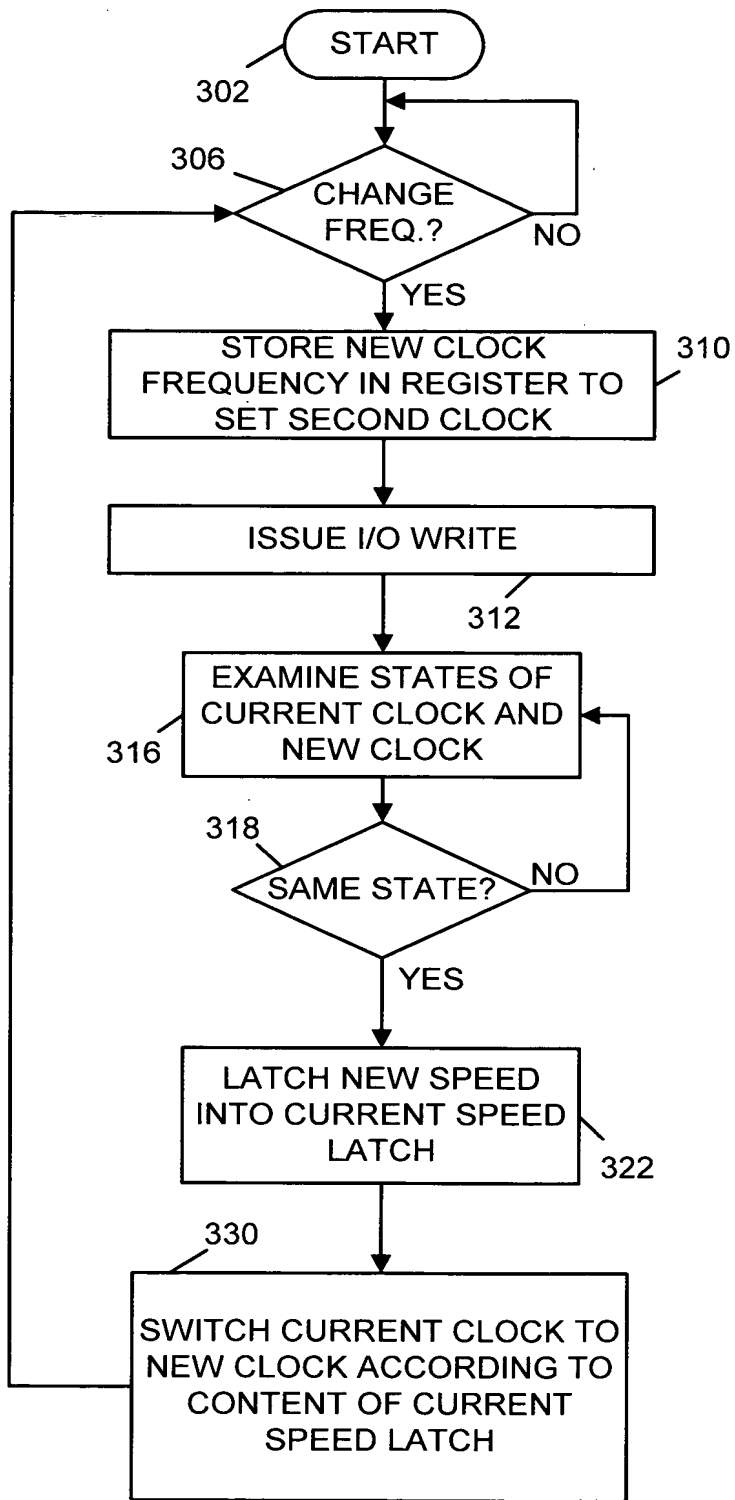 START
302
306
CHANGE
FREQ.?
NO
YES
STORE NEW CLOCK
FREQUENCY IN REGISTER TO
SET SECOND CLOCK
310
ISSUE I/O WRITE
312
EXAMINE STATES OF
CURRENT CLOCK AND
NEW CLOCK
316
318
SAME STATE?
NO
YES
LATCH NEW SPEED
INTO CURRENT SPEED
LATCH
322
330
SWITCH CURRENT CLOCK TO
NEW CLOCK ACCORDING TO
CONTENT OF CURRENT
SPEED LATCH